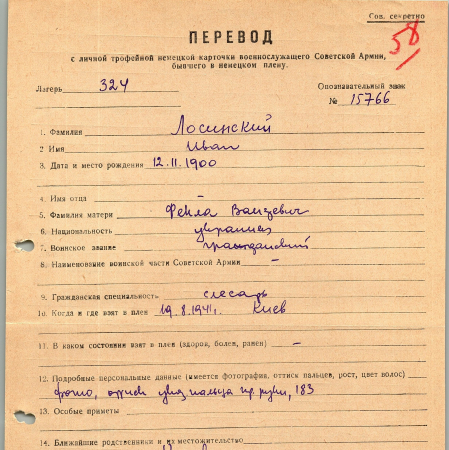 Сов. секретно
58
ПЕРЕВОД
с личной трофейной немецкой карточки военнослужащего Советской Армии,
бывшего в немецком плену.
Лагерь 324 Опознавательный знак
№ 15766
1. Фамилия Лосинский
2 Имя Иван
3. Дата и место рождения 12.11.1900
4. Имя отца –
5. Фамилия матери Фекла Ванзевич
6. Национальность украинец
7. Воинское звание гражданский
8. Наименование воинской части Советской Армии –
9. Гражданская специальность слесарь
10. Когда и где взят в плен 19.8.1941г. Киев
11. В каком состоянии взят в плен (здоров, болен, ранен) –
12. Подробные персональные данные (имеется фотография, оттиск пальцев, рост, цвет волос)
фото, оттиск указ. пальца пр. руки, 183
13. Особые приметы
14. Ближайшие родственники и их местожительство